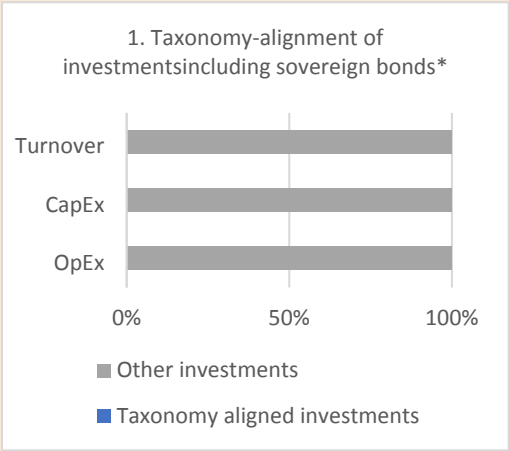 1. Taxonomy-alignment of
investmentsincluding sovereign bonds*
Turnover
CapEx
OpEx
0%
50%
100%
Other investments
Taxonomy aligned investments